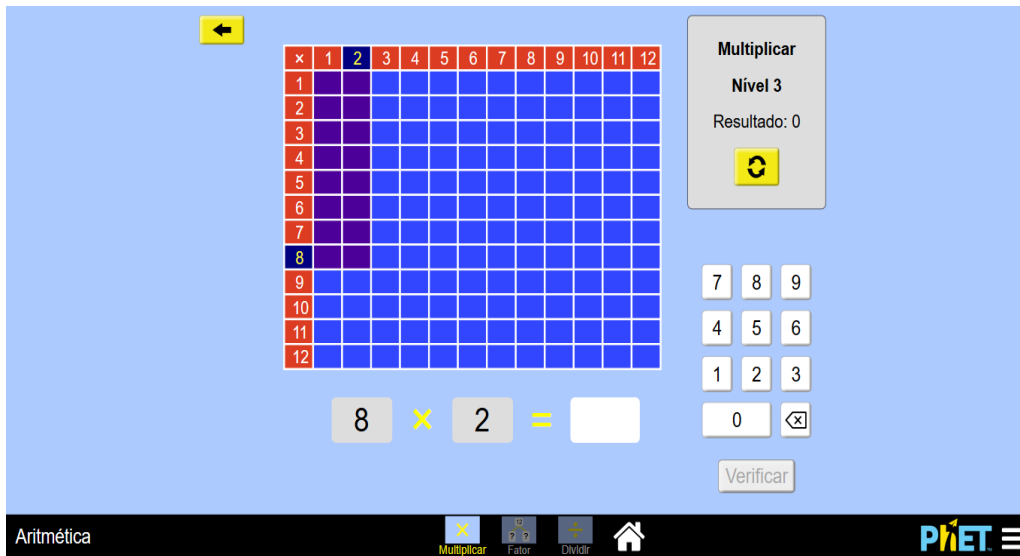 × 1 2 3 4 5 6 7 8 9 10 11 12
1
2
3
4
5
6
7
8
9
10
11
12
8 × 2 =
Multiplicar
Nível 3
Resultado: 0
7 8 9
4 5 6
1 2 3
0
Verificar
Aritmética
×
Multiplicar
12
? ?
Fator
÷
Dividir
PhET